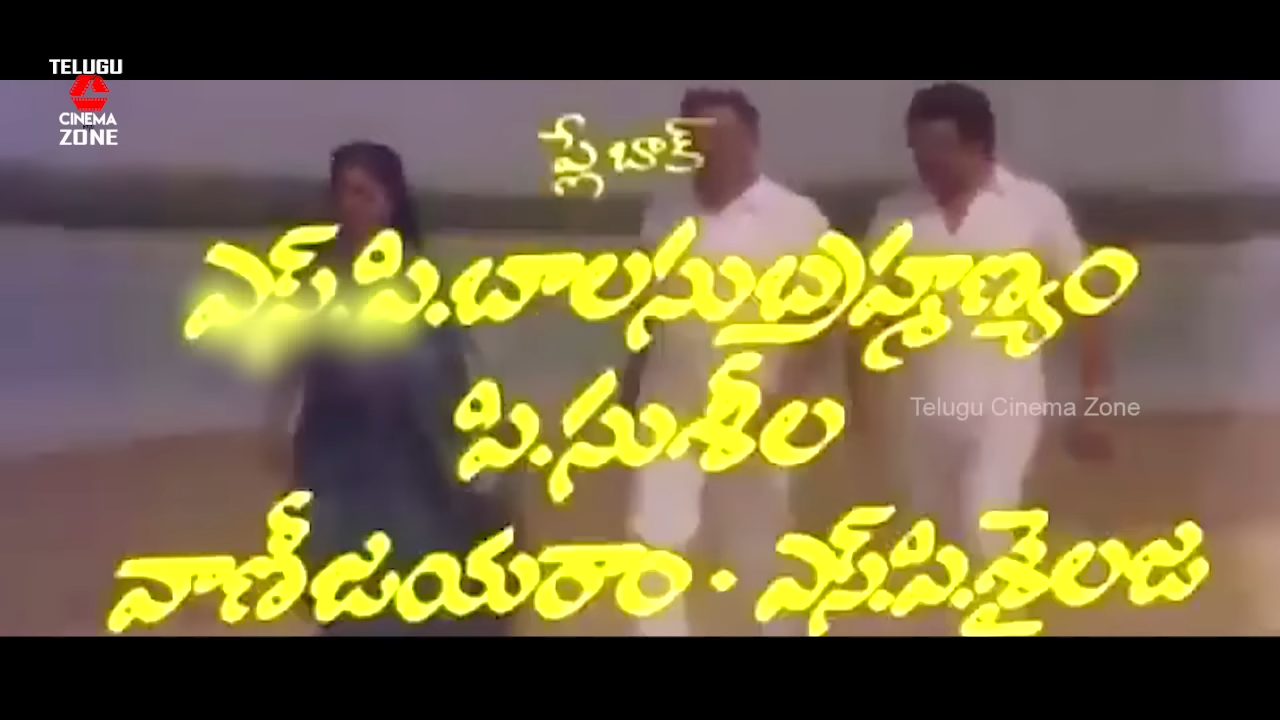 TELUGU
CINEMA
ZONE
ప్లే బాక్
ఎస్.పి.బాలసుబ్రహ్మణ్యం
పి.సుశీల
Telugu Cinema Zone
వాణీజయరాం · ఎస్.పి.శైలజ